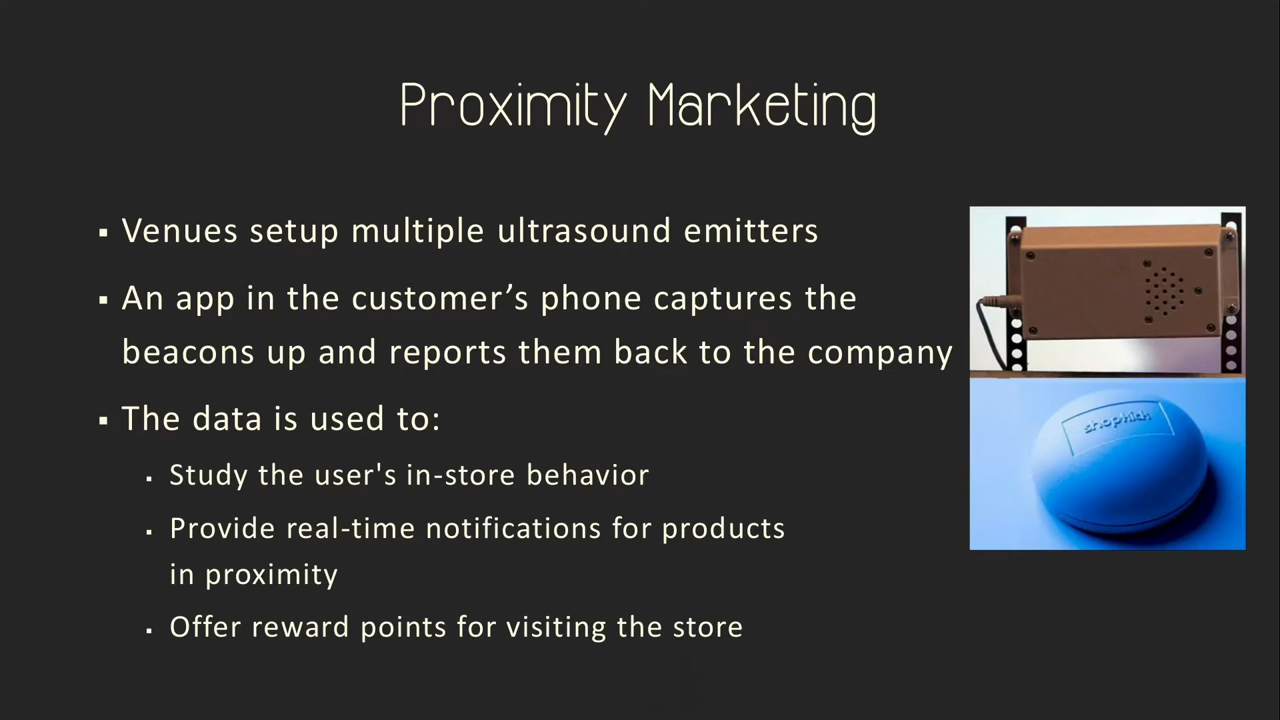 Proximity Marketing
▪ Venues setup multiple ultrasound emitters
▪ An app in the customer’s phone captures the
beacons up and reports them back to the company
▪ The data is used to:
▪ Study the user's in-store behavior
▪ Provide real-time notifications for products
in proximity
▪ Offer reward points for visiting the store
shopkick